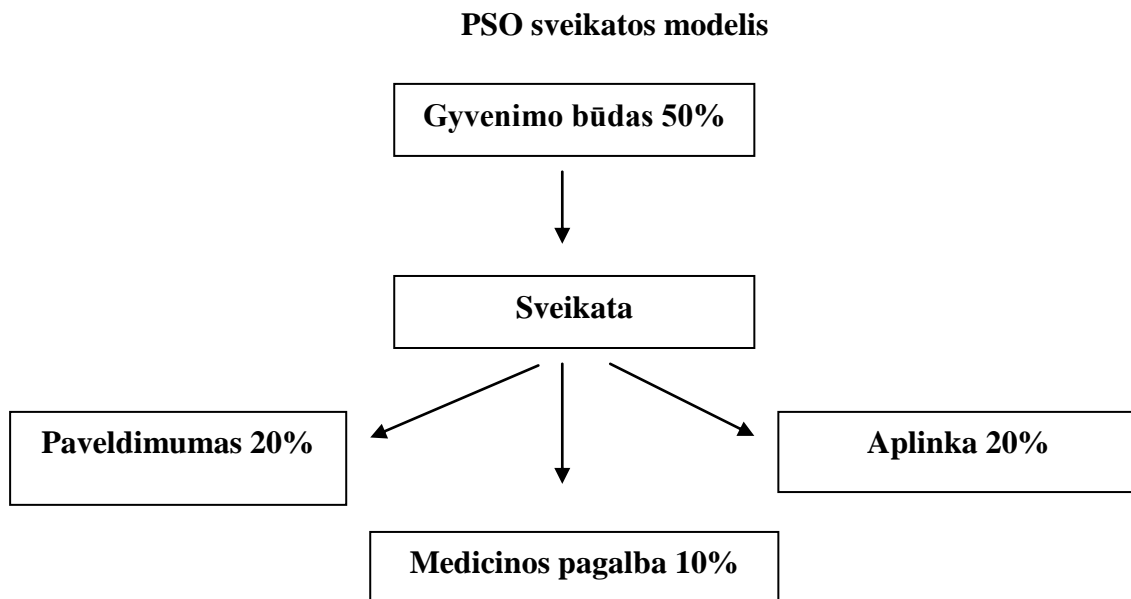 PSO sveikatos modelis
Gyvenimo būdas 50%
Sveikata
Paveldimumas 20%
Aplinka 20%
Medicinos pagalba 10%